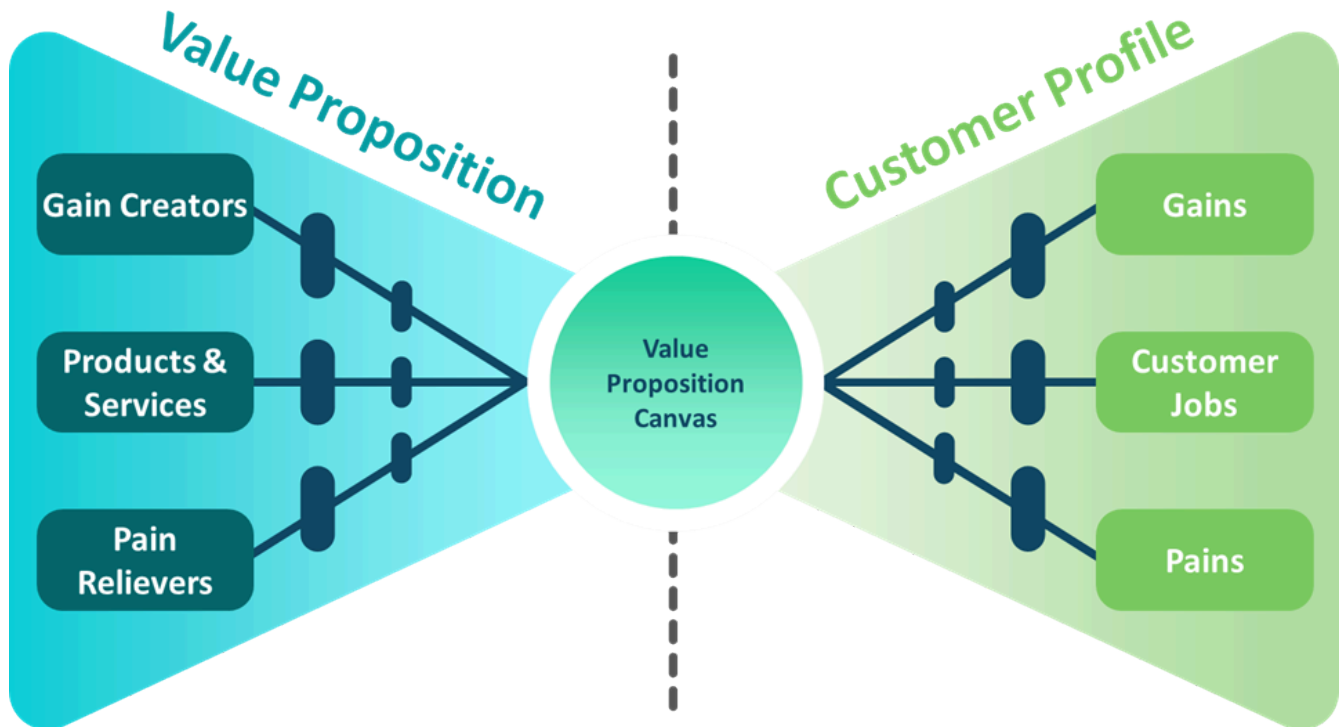 Value Proposition
Gain Creators
Products &
Services
Pain
Relievers
Value
Proposition
Canvas
Customer Profile
Gains
Customer
Jobs
Pains